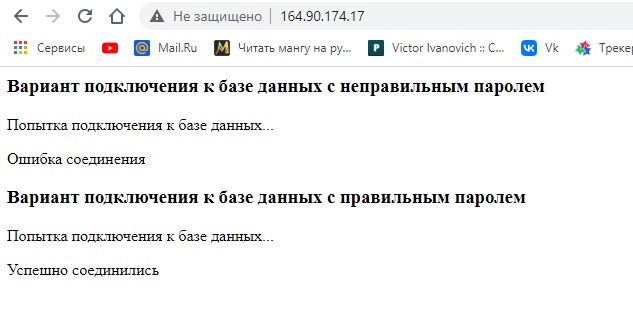 Не защищено 164.90.174.17
Сервисы Mail.Ru Читать мангу на ру... Victor Ivanovich :: С... Vk Трекер
Вариант подключения к базе данных с неправильным паролем
Попытка подключения к базе данных...
Ошибка соединения
Вариант подключения к базе данных с правильным паролем
Попытка подключения к базе данных...
Успешно соединились